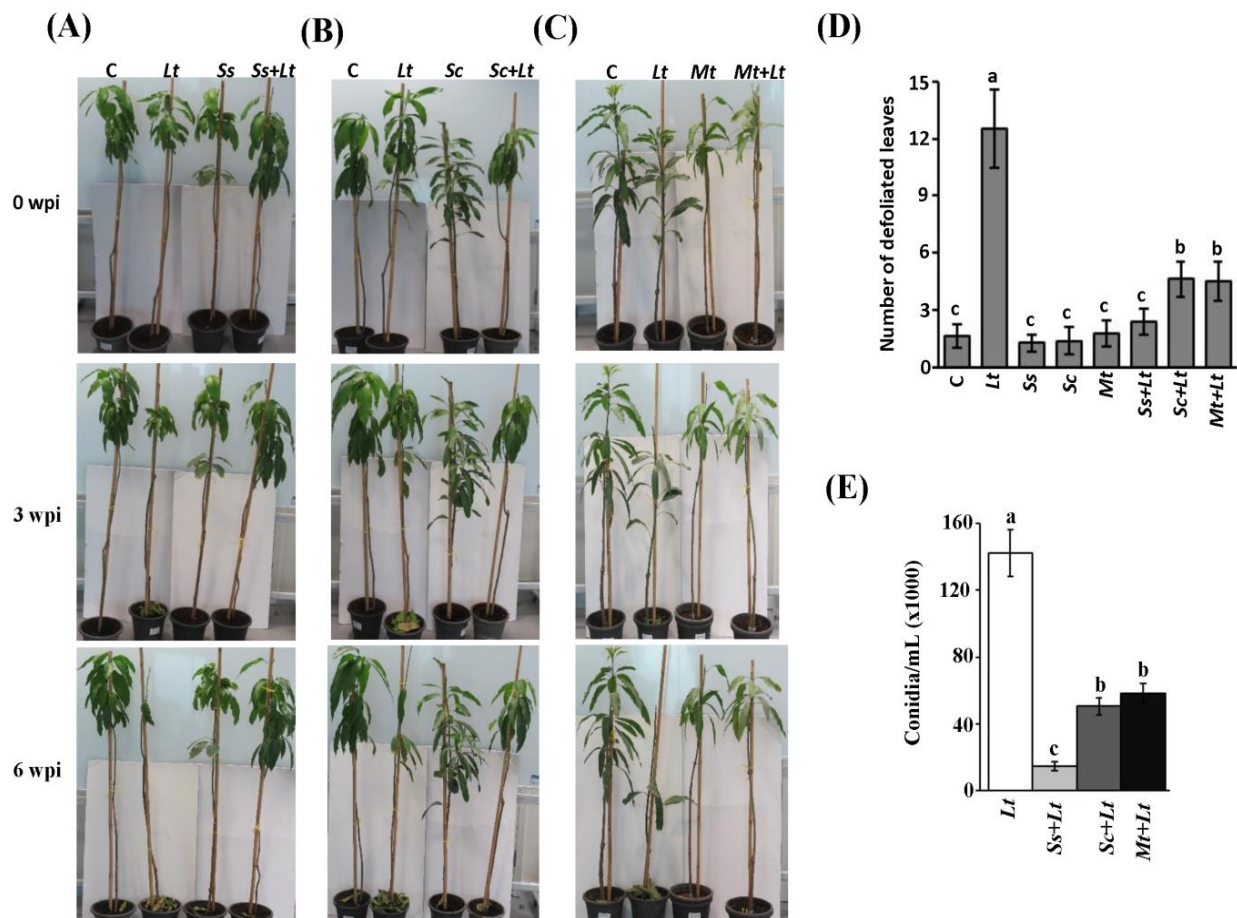 (A)
C Lt Ss Ss+Lt
(B)
C Lt Sc Sc+Lt
(C)
C Lt Mt Mt+Lt
0 wpi
3 wpi
6 wpi
(D)
Number of defoliated leaves
15
12
9
6
3
0
a
b b
c c c c c
C Lt Ss Sc Mt Ss+Lt Sc+Lt Mt+Lt
(E)
Conidia/mL (x1000)
160
120
80
40
0
a
c
b b
Lt Ss+Lt Sc+Lt Mt+Lt